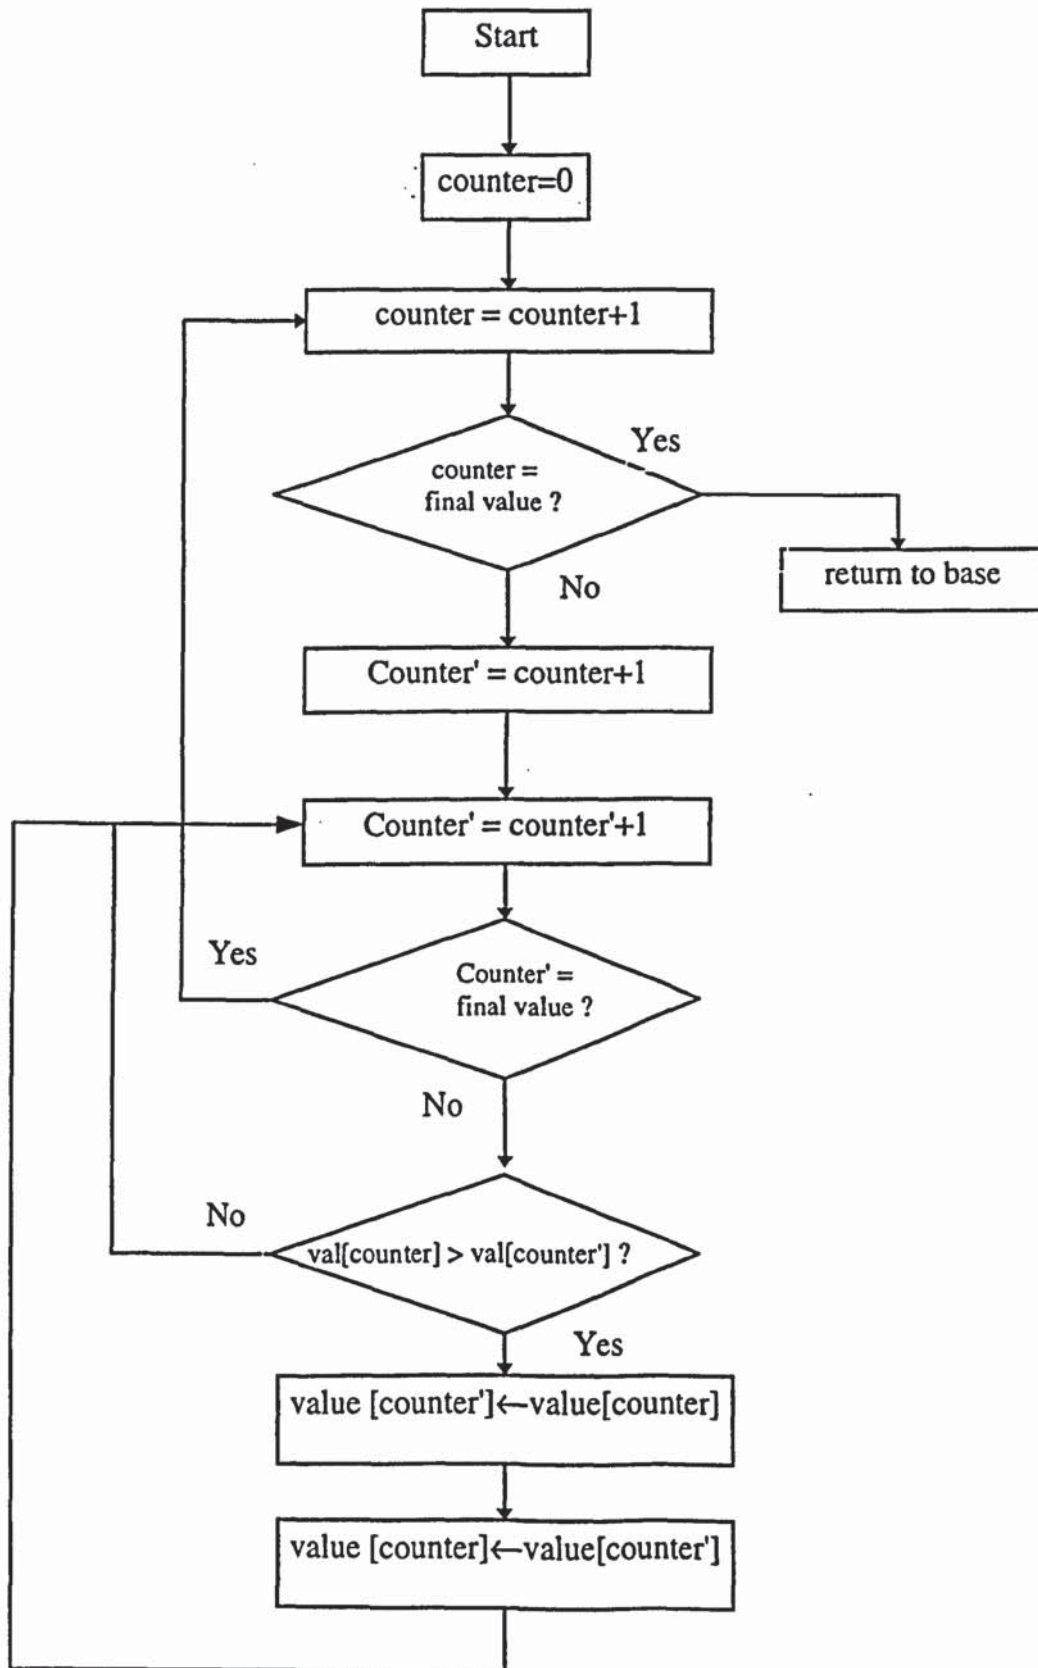 Start
counter=0
counter = counter+1
Yes
counter =
final value ?
return to base
No
Counter' = counter+1
Counter' = counter'+1
Yes
Counter' =
final value ?
No
No
val[counter] > val[counter'] ?
Yes
value [counter']←value[counter]
value [counter]←value[counter']